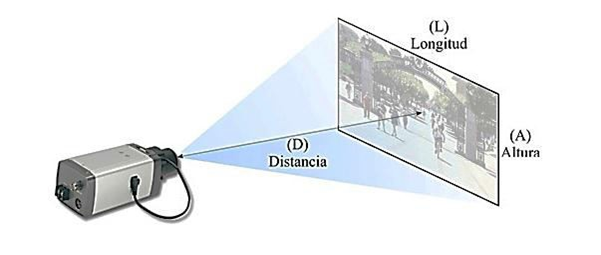 (L)
Longitud
(A)
Altura
(D)
Distancia